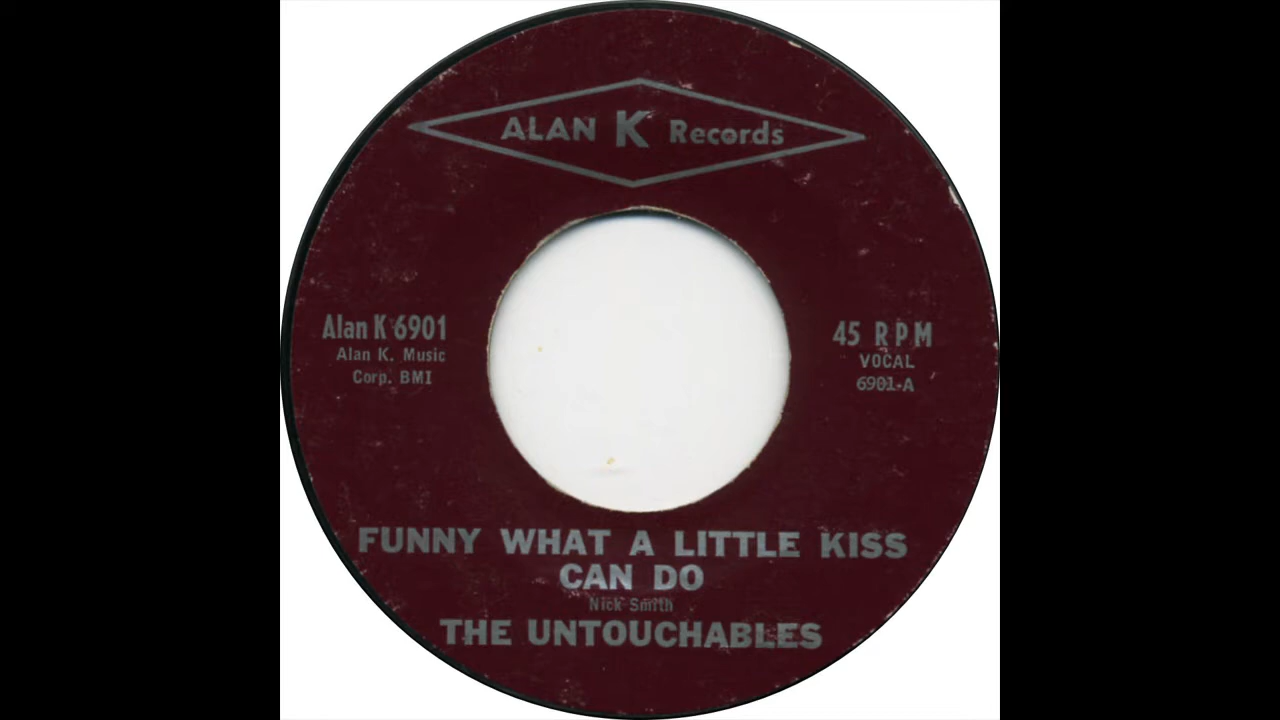 ALAN K Records
Alan K 6901
Alan K. Music
Corp. BMI
45 RPM
VOCAL
6901-A
FUNNY WHAT A LITTLE KISS
CAN DO
Nick Smith
THE UNTOUCHABLES